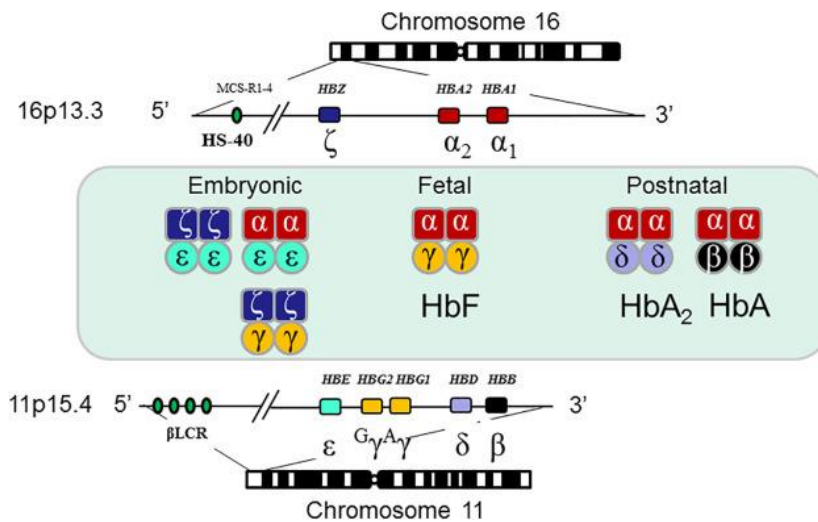 Chromosome 16
MCS-R1-4 HBZ HBA2 HBA1
16p13.3 5’ 3’
HS-40 ζ α2 α1
Embryonic Fetal Postnatal
ζ ζ α α α α α α α α
ε ε ε ε γ γ δ δ β β
ζ ζ HbF HbA2 HbA
γ γ
HBE HBG2 HBG1 HBD HBB
11p15.4 5’ 3’
βLCR
ε Gγ Aγ δ β
Chromosome 11